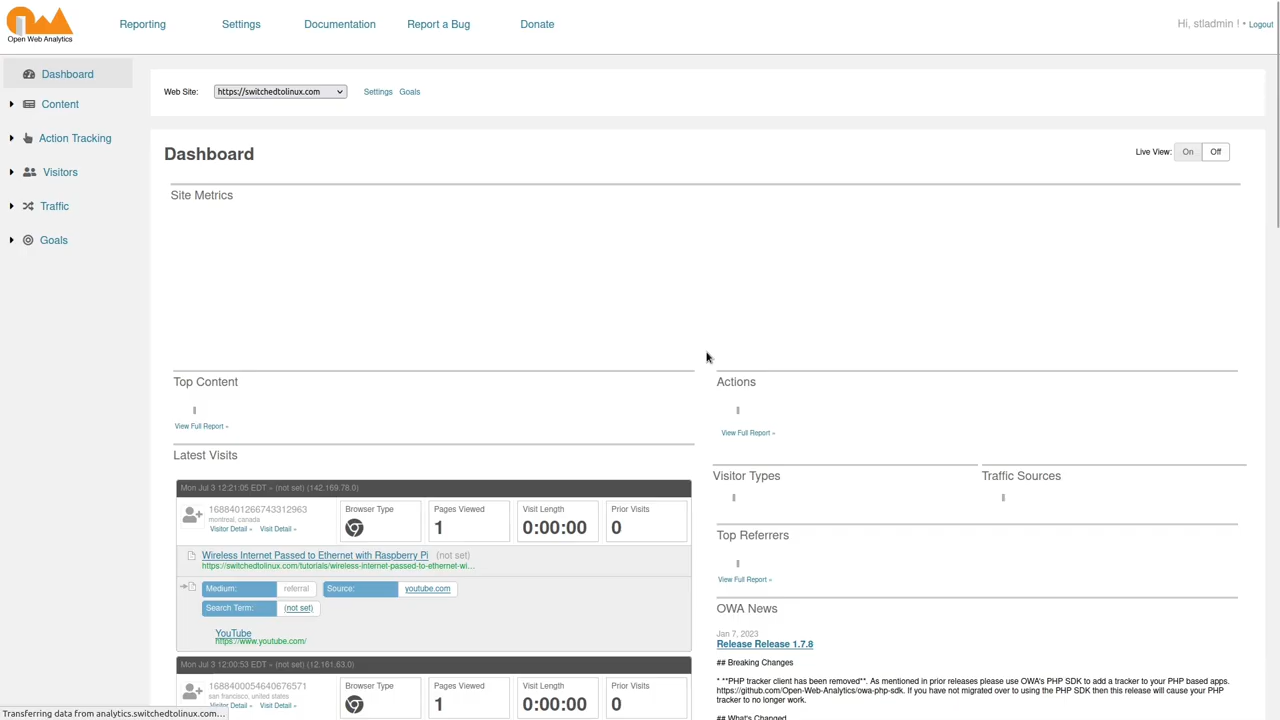 Open Web Analytics
Reporting
Settings
Documentation
Report a Bug
Donate
Hi, stladmin ! • Logout
Dashboard
Content
Action Tracking
Visitors
Traffic
Goals
Web Site:
https://switchedtolinux.com
Settings
Goals
Dashboard
Live View:
On
Off
Site Metrics
Top Content
View Full Report »
Actions
View Full Report »
Latest Visits
Mon Jul 3 12:21:05 EDT » (not set) (142.169.78.0)
1688401266743312963
montreal, canada
Visitor Detail » Visit Detail »
Browser Type
Pages Viewed
1
Visit Length
0:00:00
Prior Visits
0
Wireless Internet Passed to Ethernet with Raspberry Pi (not set)
https://switchedtolinux.com/tutorials/wireless-internet-passed-to-ethernet-wi...
Medium: referral
Source: youtube.com
Search Term: (not set)
YouTube
https://www.youtube.com/
Mon Jul 3 12:00:53 EDT » (not set) (12.161.63.0)
1688400054640676571
san francisco, united states
Visitor Detail » Visit Detail »
Browser Type
Pages Viewed
1
Visit Length
0:00:00
Prior Visits
0
Visitor Types
Traffic Sources
Top Referrers
View Full Report »
OWA News
Jan 7, 2023
Release Release 1.7.8
## Breaking Changes
* **PHP tracker client has been removed**. As mentioned in prior releases please use OWA's PHP SDK to add a tracker to your PHP based apps.
https://github.com/Open-Web-Analytics/owa-php-sdk. If you have not migrated over to using the PHP SDK then this release will cause your PHP
tracker to no longer work.
## What's Changed
Transferring data from analytics.switchedtolinux.com...